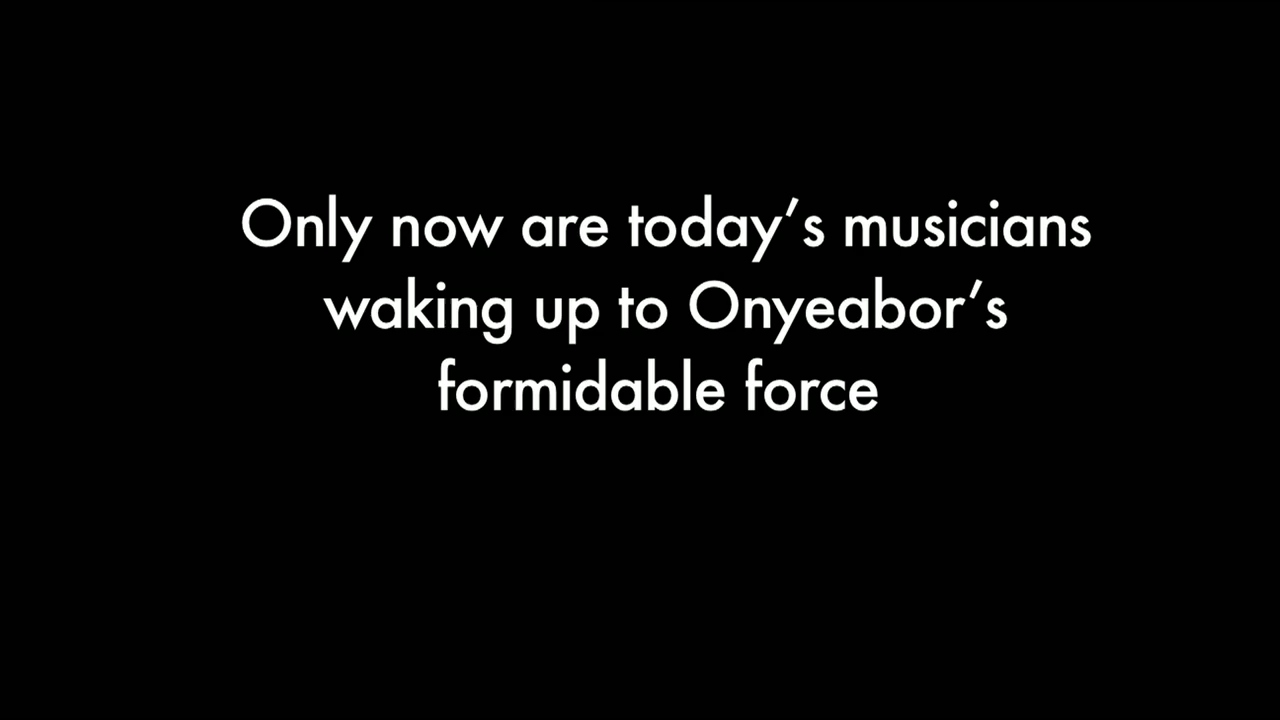 Only now are today’s musicians
waking up to Onyeabor’s
formidable force